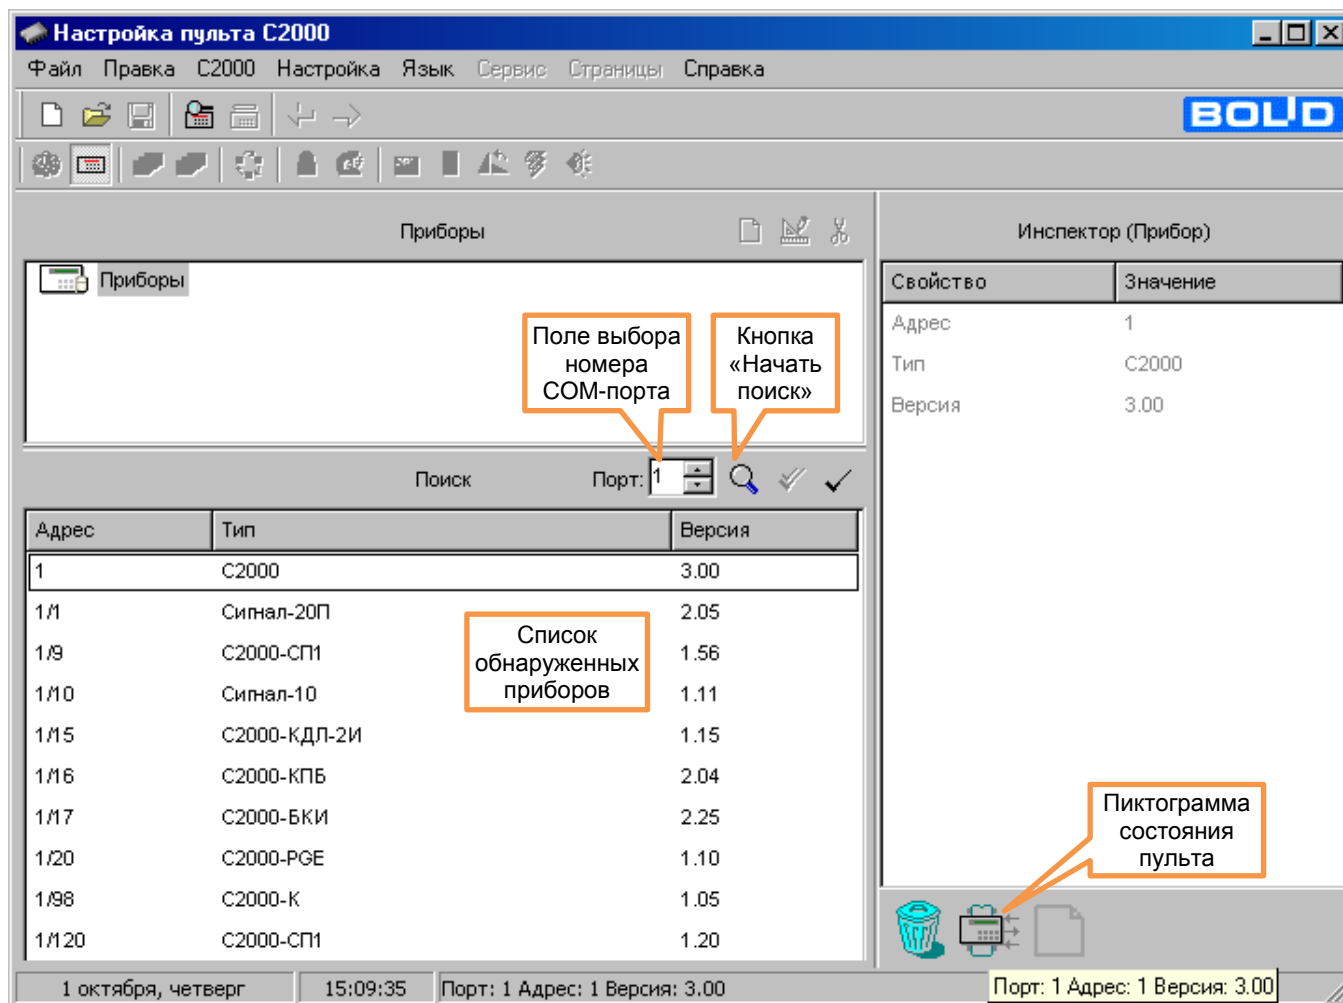 Настройка пульта С2000
Файл Правка С2000 Настройка Язык Сервис Страницы Справка
BOLID
Приборы
Инспектор (Прибор)
Приборы
Свойство Значение
Адрес 1
Тип С2000
Версия 3.00
Поле выбора
номера
COM-порта
Кнопка
«Начать
поиск»
Поиск Порт: 1
Адрес Тип Версия
1 С2000 3.00
1/1 Сигнал-20П 2.05
1/9 С2000-СП1 1.56
1/10 Сигнал-10 1.11
1/15 С2000-КДЛ-2И 1.15
1/16 С2000-КПБ 2.04
1/17 С2000-БКИ 2.25
1/20 С2000-PGE 1.10
1/98 С2000-К 1.05
1/120 С2000-СП1 1.20
Список
обнаруженных
приборов
Пиктограмма
состояния
пульта
1 октября, четверг 15:09:35 Порт: 1 Адрес: 1 Версия: 3.00
Порт: 1 Адрес: 1 Версия: 3.00